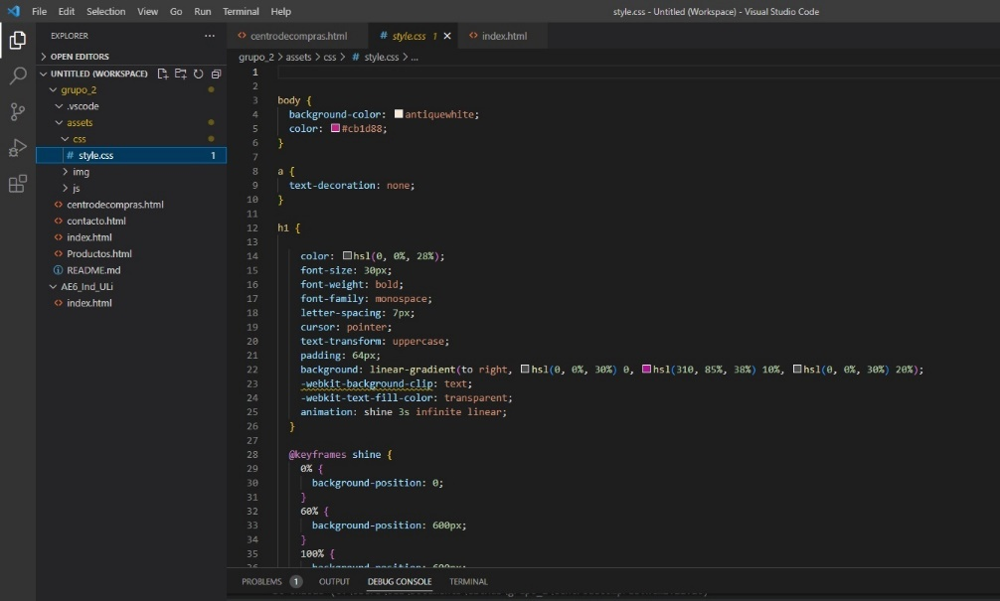 File Edit Selection View Go Run Terminal Help
style.css - Untitled (Workspace) - Visual Studio Code
EXPLORER
OPEN EDITORS
UNTITLED (WORKSPACE)
grupo_2
.vscode
assets
css
# style.css 1
img
js
<> centrodecompras.html
<> contacto.html
<> index.html
<> Productos.html
README.md
AE6_Ind_ULi
<> index.html
<> centrodecompras.html # style.css 1 × <> index.html
grupo_2 > assets > css > # style.css > ...
1
2
3 body {
4 background-color: antiquewhite;
5 color: #cb1d88;
6 }
7
8 a {
9 text-decoration: none;
10 }
11
12 h1 {
13
14 color: hsl(0, 0%, 28%);
15 font-size: 30px;
16 font-weight: bold;
17 font-family: monospace;
18 letter-spacing: 7px;
19 cursor: pointer;
20 text-transform: uppercase;
21 padding: 64px;
22 background: linear-gradient(to right, hsl(0, 0%, 30%) 0, hsl(310, 85%, 38%) 10%, hsl(0, 0%, 30%) 20%);
23 -webkit-background-clip: text;
24 -webkit-text-fill-color: transparent;
25 animation: shine 3s infinite linear;
26 }
27
28 @keyframes shine {
29 0% {
30 background-position: 0;
31 }
32 60% {
33 background-position: 600px;
34 }
35 100% {
36 background-position: 600px;
PROBLEMS 1 OUTPUT DEBUG CONSOLE TERMINAL